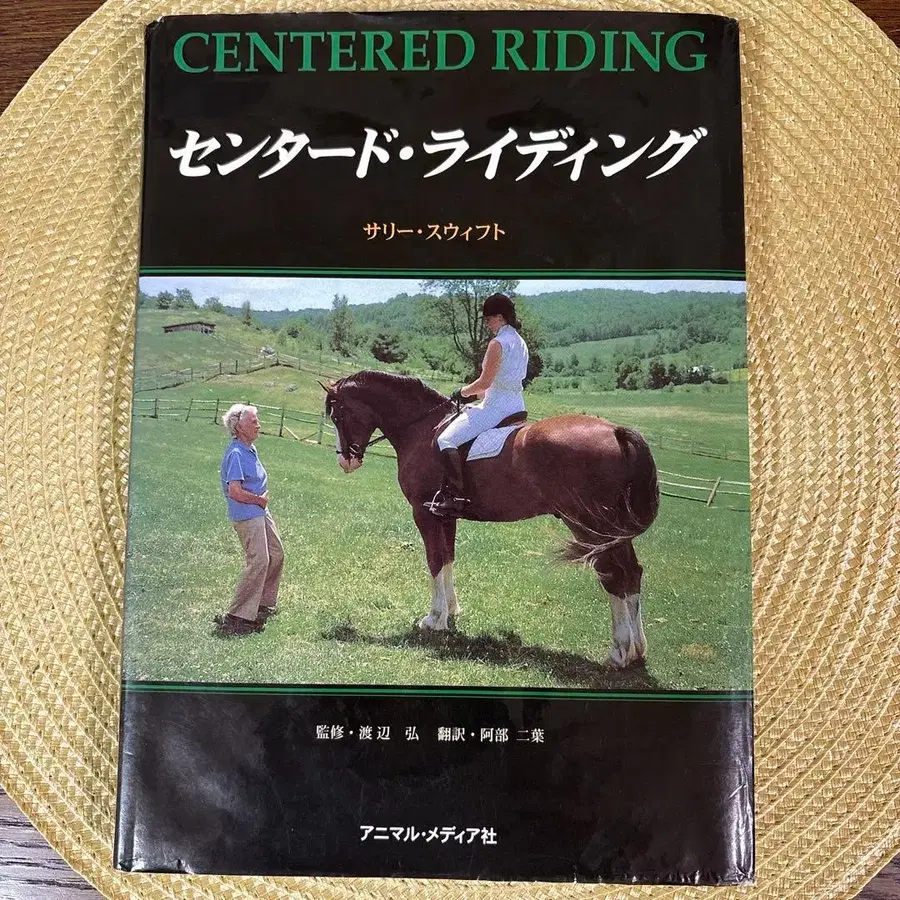 CENTERED RIDING
センタード・ライディング
サリー・スウィフト
監修・渡辺 弘 翻訳・阿部 二葉
アニマル・メディア社